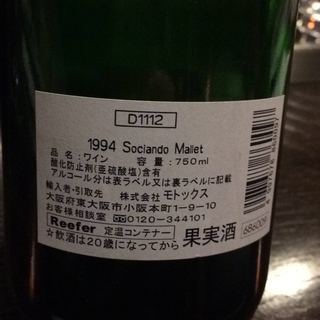 D1112
1994 Sociando Mallet
品名:ワイン 容量:750ml
酸化防止剤(亜硫酸塩)含有
アルコール分は表ラベル又は裏ラベルに記載
輸入者・引取先 株式会社モトックス
大阪府東大阪市小阪本町1-9-10
お客様相談室 0120-344101
Reefer 定温コンテナー 果実酒
☆飲酒は20歳になってから
686009